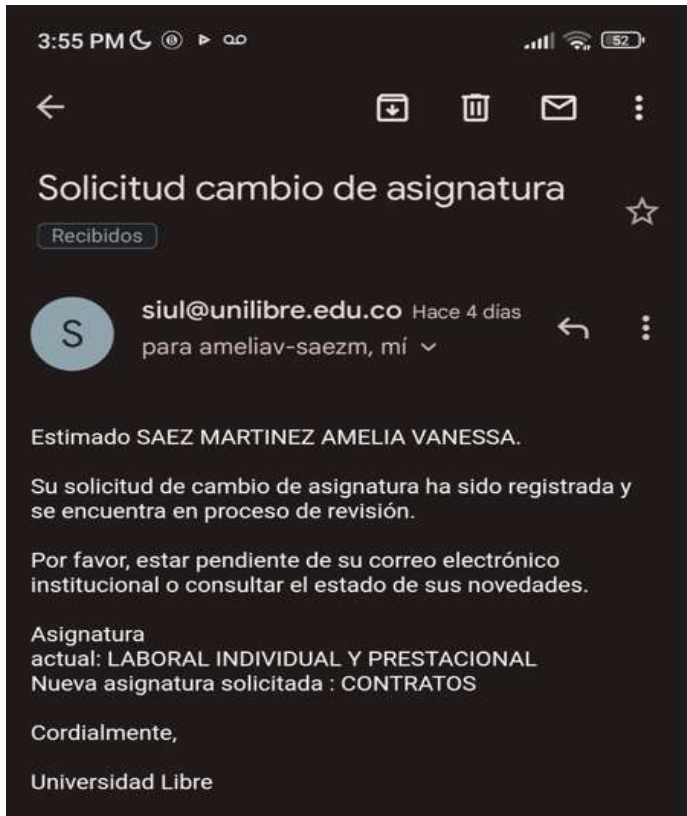 3:55 PM
52
Solicitud cambio de asignatura
Recibidos
S
siul@unilibre.edu.co Hace 4 días
para ameliav-saezm, mí
Estimado SAEZ MARTINEZ AMELIA VANESSA.
Su solicitud de cambio de asignatura ha sido registrada y
se encuentra en proceso de revisión.
Por favor, estar pendiente de su correo electrónico
institucional o consultar el estado de sus novedades.
Asignatura
actual: LABORAL INDIVIDUAL Y PRESTACIONAL
Nueva asignatura solicitada : CONTRATOS
Cordialmente,
Universidad Libre